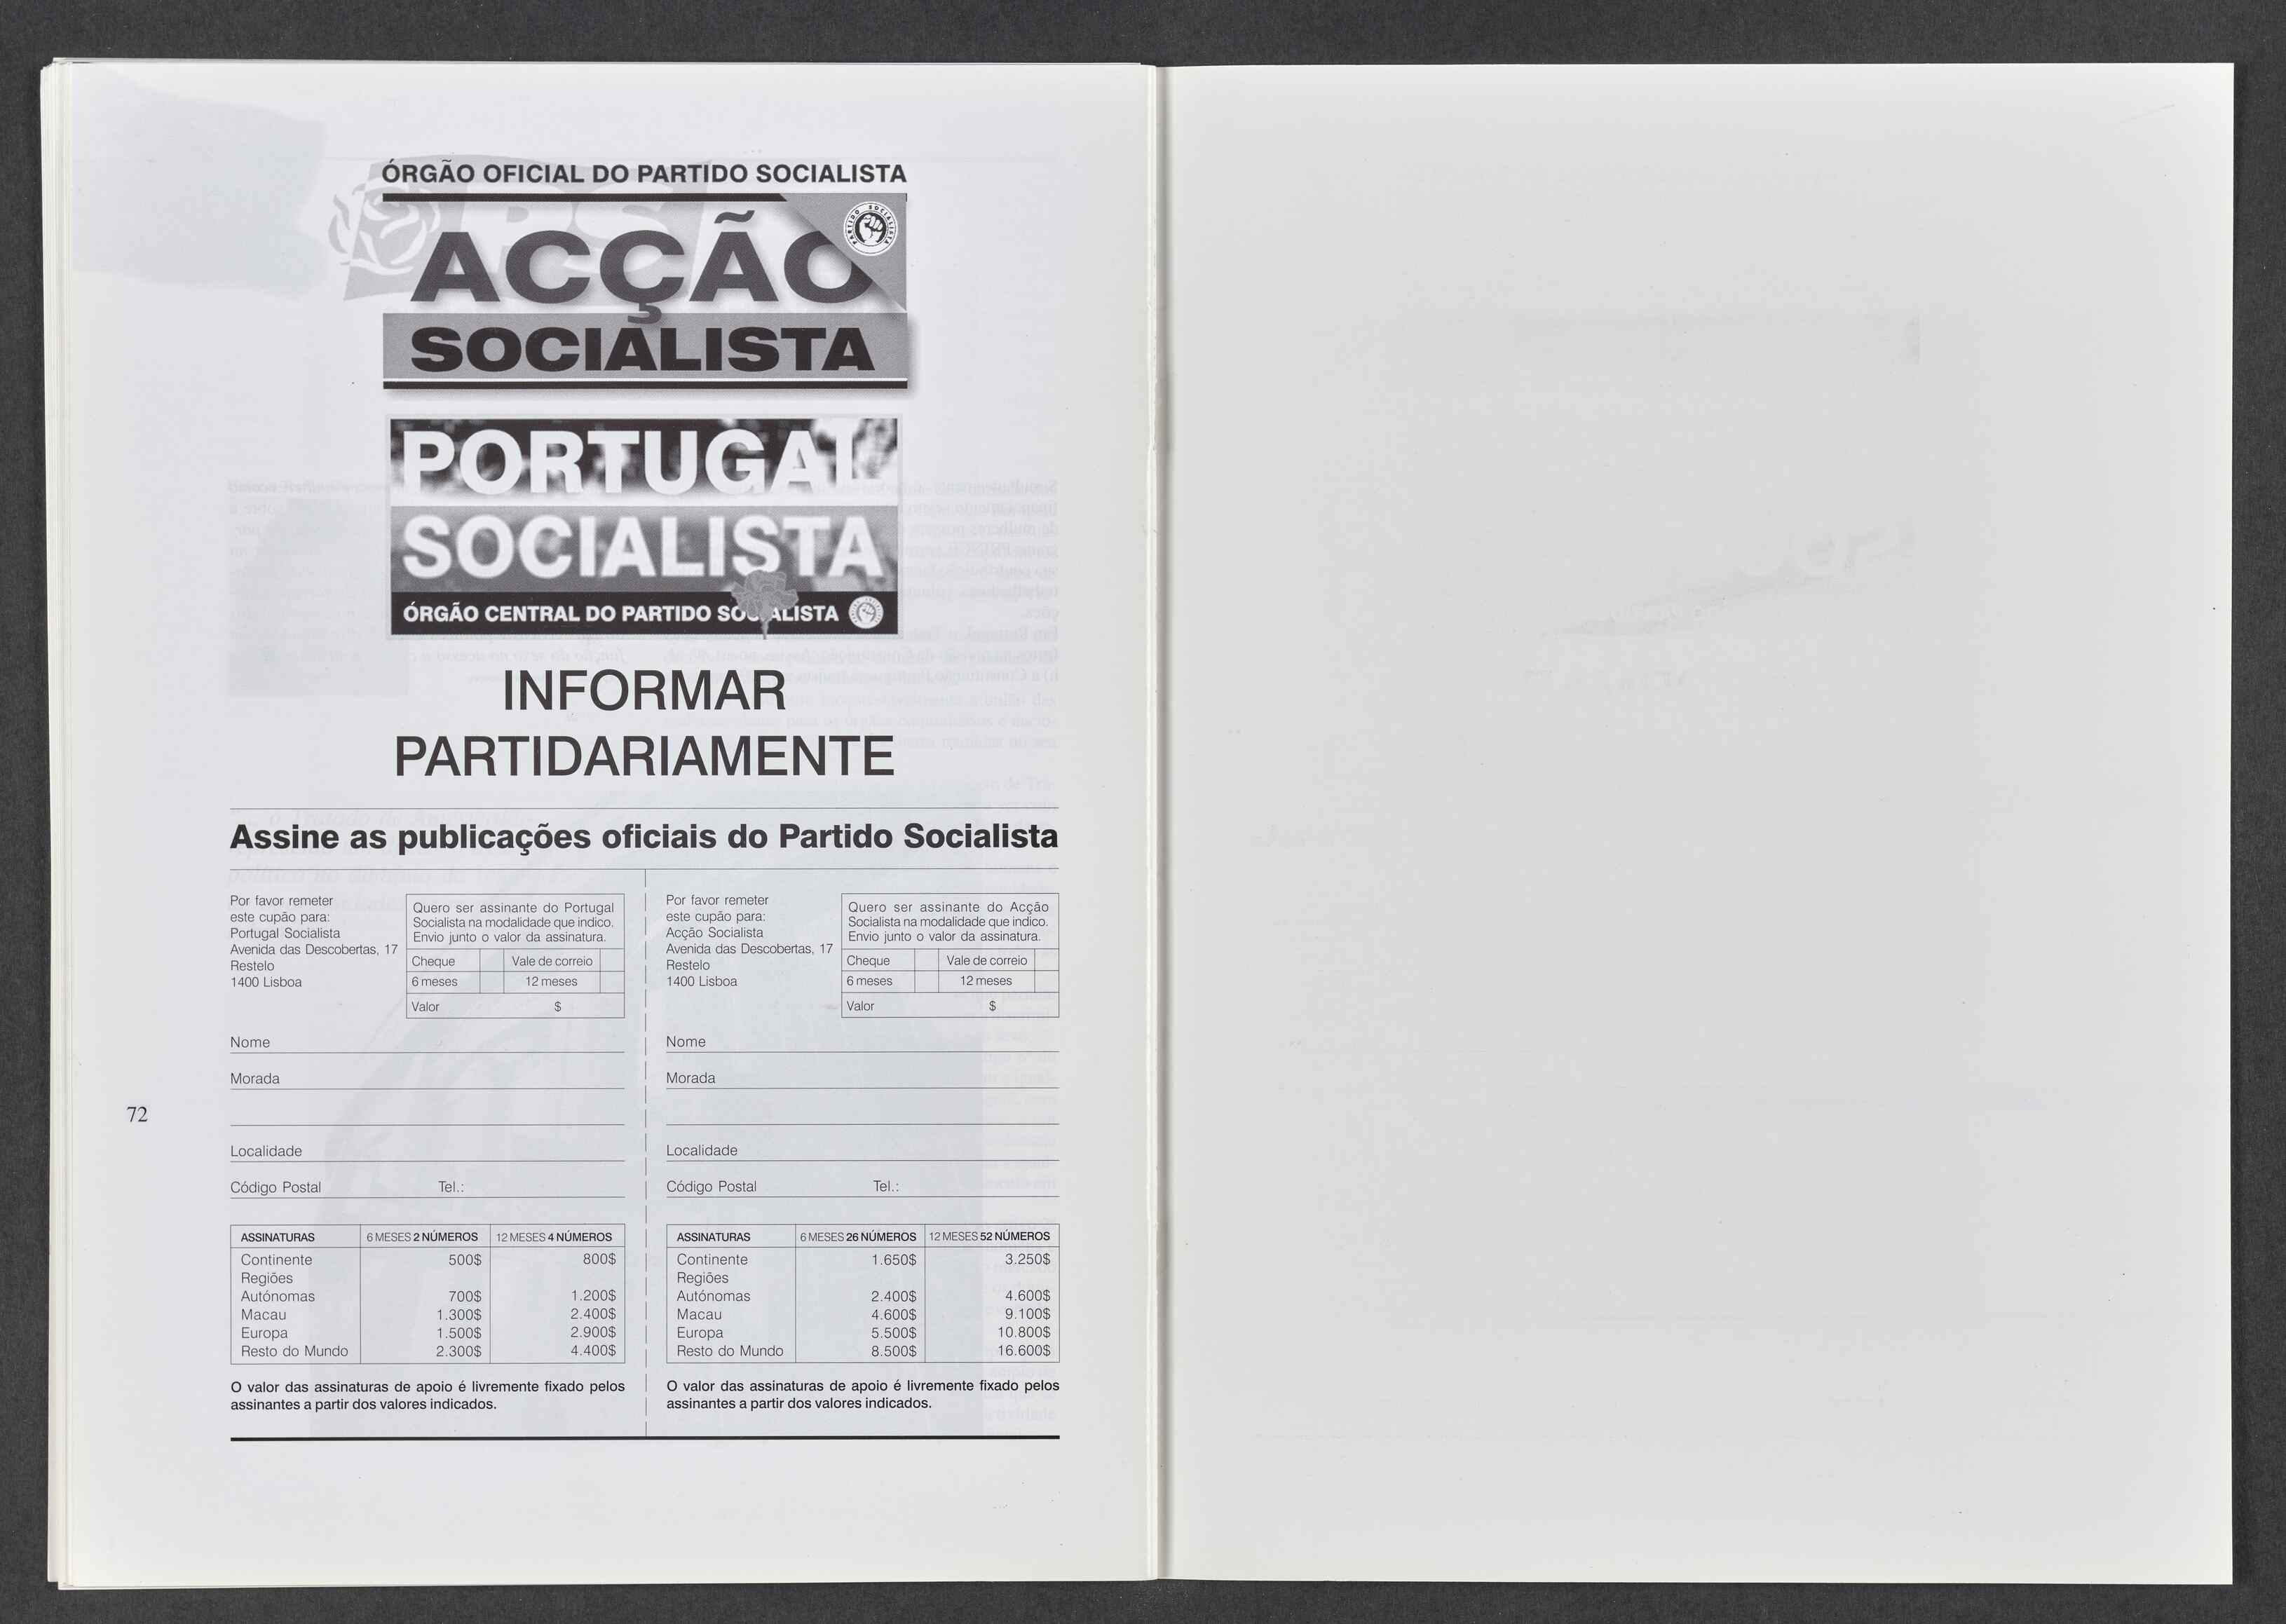 ÓRGÃO OFICIAL DO PARTIDO SOCIALISTA
ACÇÃO
PARTIDO SOCIALISTA
SOCIALISTA
PORTUGAL
SOCIALISTA
ÓRGÃO CENTRAL DO PARTIDO SOCIALISTA
INFORMAR
PARTIDARIAMENTE
Assine as publicações oficiais do Partido Socialista
Por favor remeter
este cupão para:
Portugal Socialista
Avenida das Descobertas, 17
Restelo
1400 Lisboa
Quero ser assinante do Portugal
Socialista na modalidade que indico.
Envio junto o valor da assinatura.
Cheque Vale de correio
6 meses 12 meses
Valor $
Nome
Morada
Localidade
Código Postal Tel.:
ASSINATURAS 6 MESES 2 NÚMEROS 12 MESES 4 NÚMEROS
Continente 500$ 800$
Regiões
Autónomas 700$ 1.200$
Macau 1.300$ 2.400$
Europa 1.500$ 2.900$
Resto do Mundo 2.300$ 4.400$
O valor das assinaturas de apoio é livremente fixado pelos
assinantes a partir dos valores indicados.
Por favor remeter
este cupão para:
Acção Socialista
Avenida das Descobertas, 17
Restelo
1400 Lisboa
Quero ser assinante do Acção
Socialista na modalidade que indico.
Envio junto o valor da assinatura.
Cheque Vale de correio
6 meses 12 meses
Valor $
Nome
Morada
Localidade
Código Postal Tel.:
ASSINATURAS 6 MESES 26 NÚMEROS 12 MESES 52 NÚMEROS
Continente 1.650$ 3.250$
Regiões
Autónomas 2.400$ 4.600$
Macau 4.600$ 9.100$
Europa 5.500$ 10.800$
Resto do Mundo 8.500$ 16.600$
O valor das assinaturas de apoio é livremente fixado pelos
assinantes a partir dos valores indicados.
72